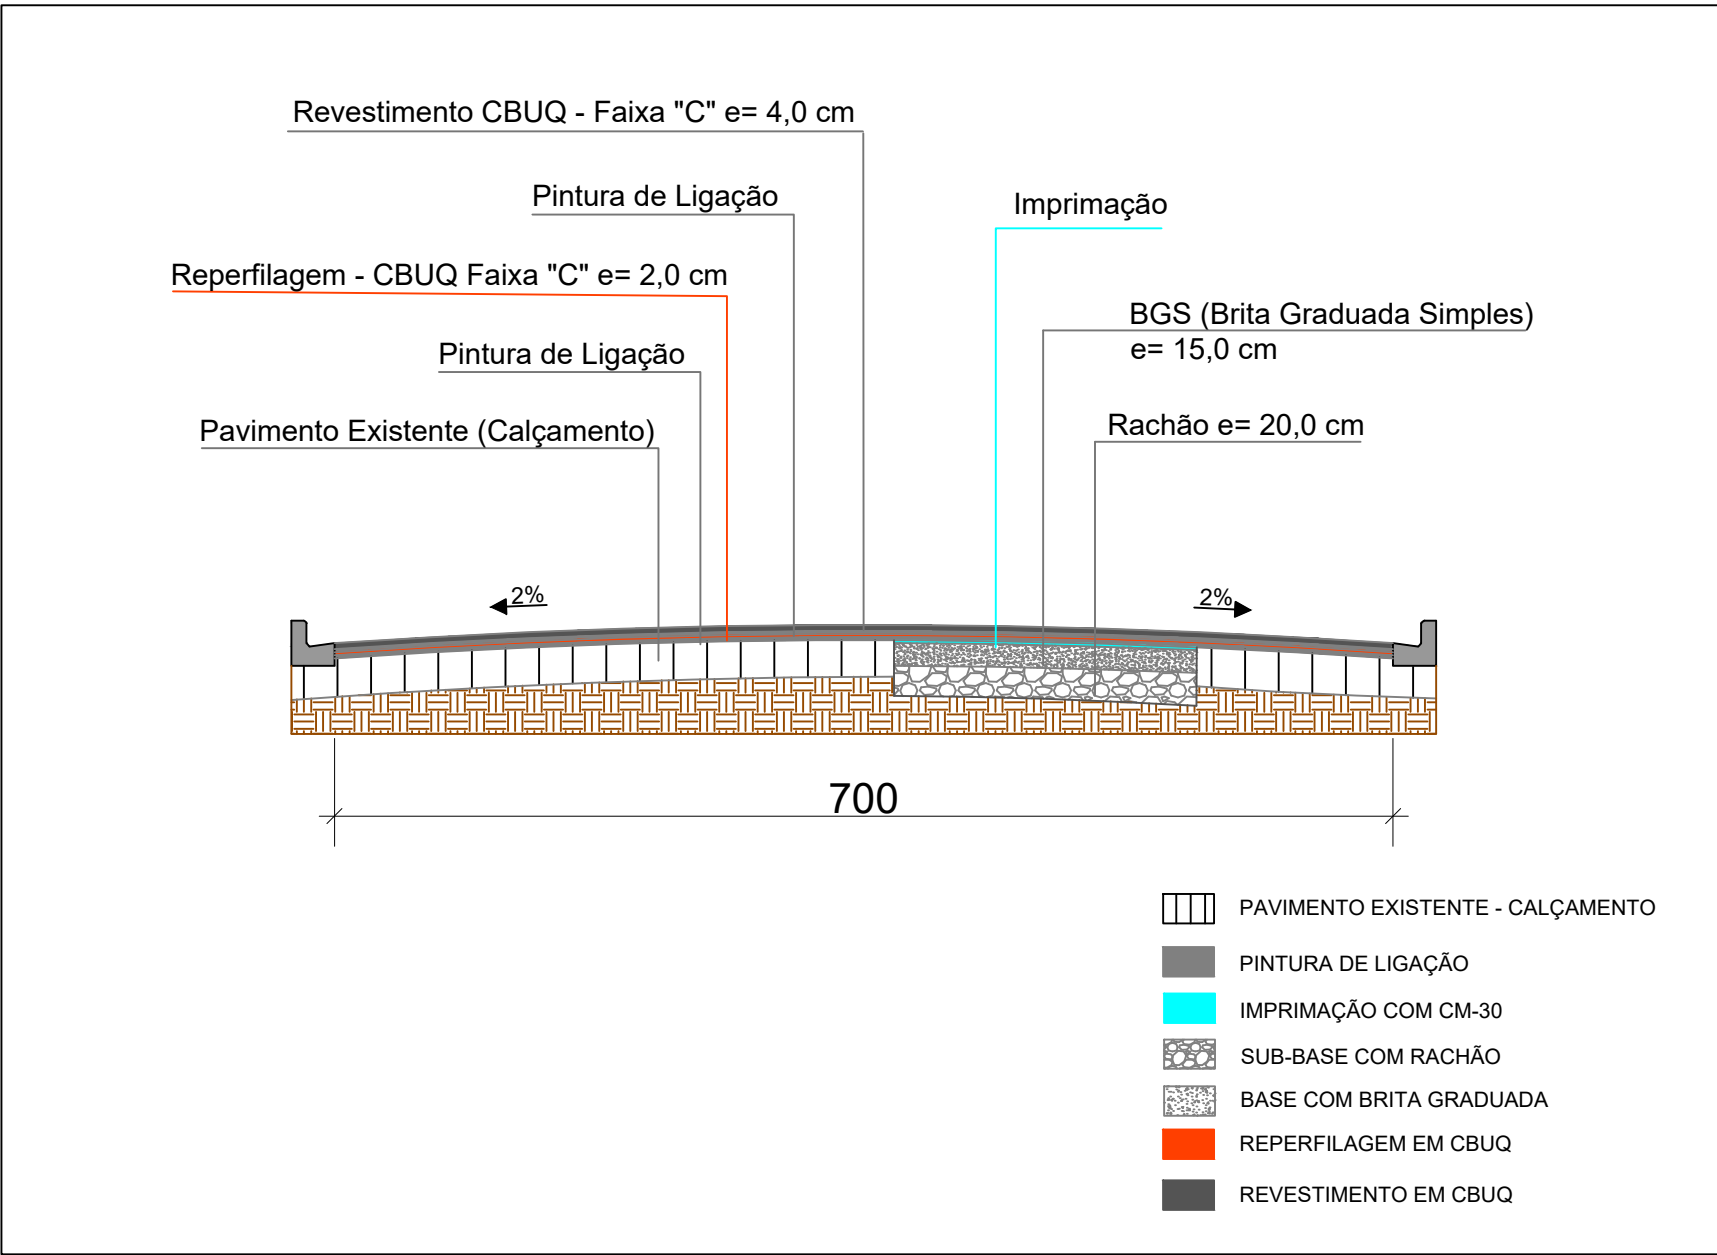 Revestimento CBUQ - Faixa "C" e= 4,0 cm
Pintura de Ligação
Imprimação
Reperfilagem - CBUQ Faixa "C" e= 2,0 cm
BGS (Brita Graduada Simples)
e= 15,0 cm
Pintura de Ligação
Rachão e= 20,0 cm
Pavimento Existente (Calçamento)
2%
2%
700
PAVIMENTO EXISTENTE - CALÇAMENTO
PINTURA DE LIGAÇÃO
IMPRIMAÇÃO COM CM-30
SUB-BASE COM RACHÃO
BASE COM BRITA GRADUADA
REPERFILAGEM EM CBUQ
REVESTIMENTO EM CBUQ